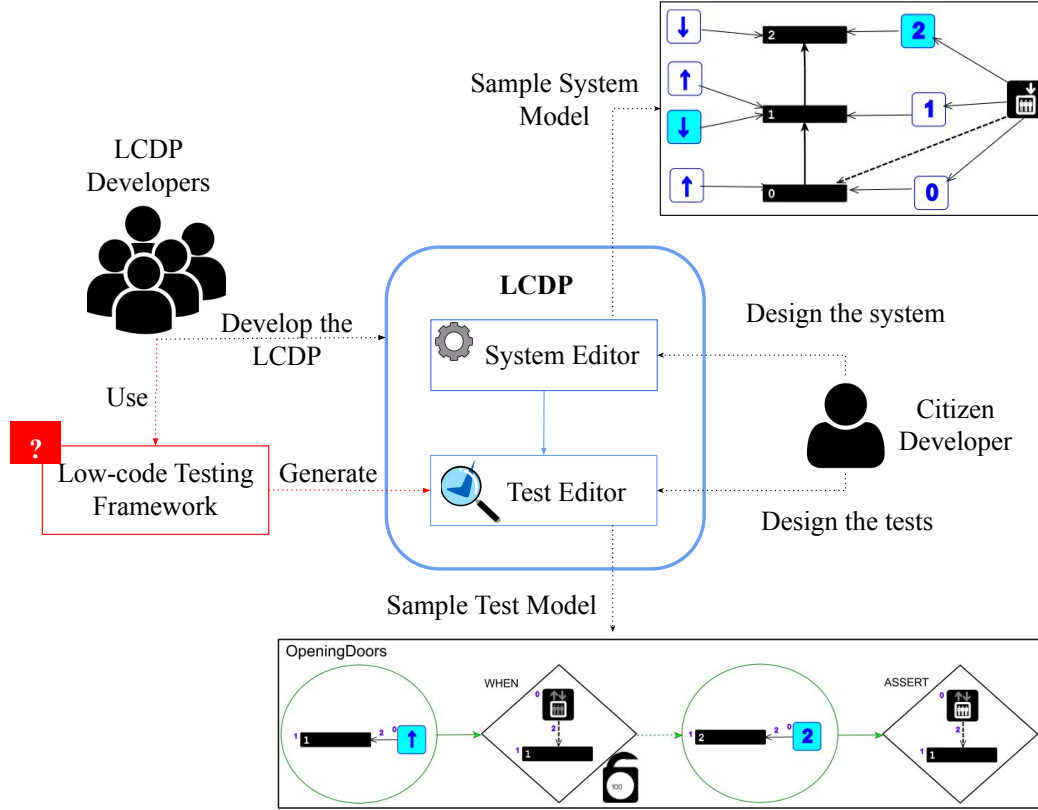 Sample System
Model
2
2
1
1
0
0
LCDP
Developers
LCDP
Develop the
LCDP
Design the system
System Editor
Use
Citizen
Developer
?
Low-code Testing
Framework
Generate
Test Editor
Design the tests
Sample Test Model
OpeningDoors
WHEN
ASSERT
0
0
2
2
0
2
0
2
1
1
1
1
1
2
2
1
1
100